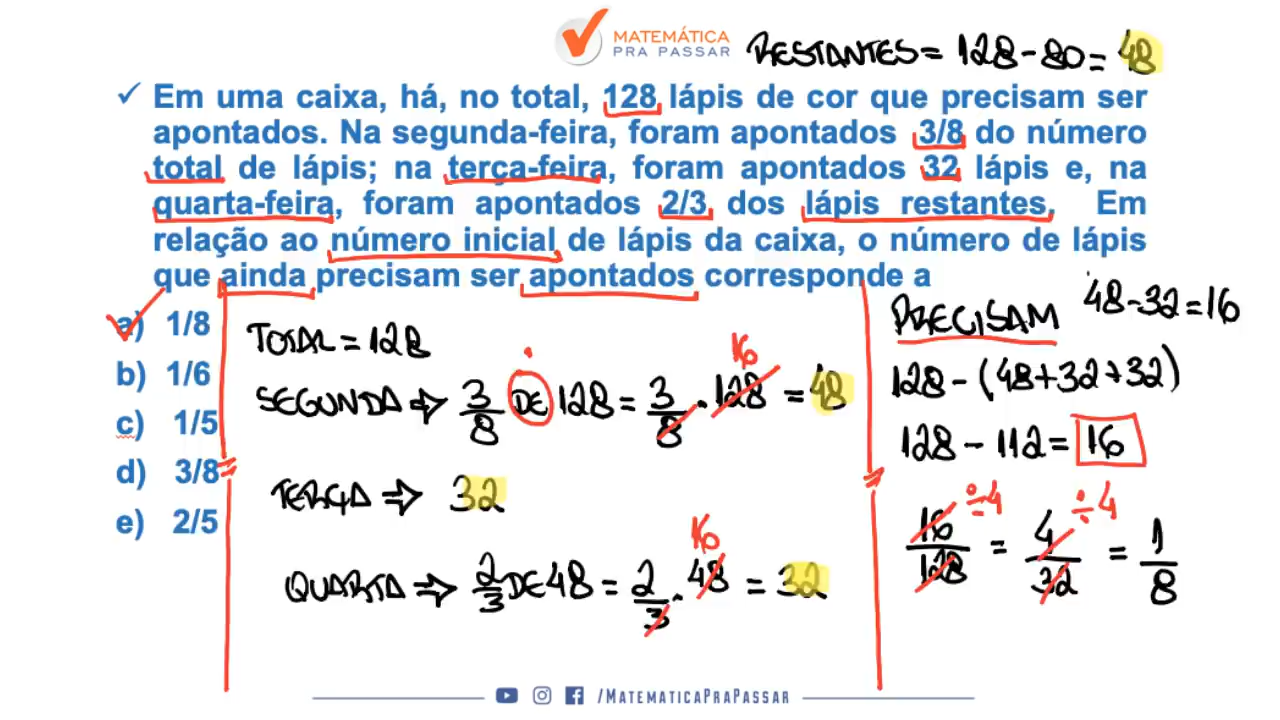 MATEMÁTICA
PRA PASSAR
RESTANTES = 128 - 80 = 48
✓ Em uma caixa, há, no total, 128 lápis de cor que precisam ser
apontados. Na segunda-feira, foram apontados 3/8 do número
total de lápis; na terça-feira, foram apontados 32 lápis e, na
quarta-feira, foram apontados 2/3 dos lápis restantes. Em
relação ao número inicial de lápis da caixa, o número de lápis
que ainda precisam ser apontados corresponde a
a) 1/8
b) 1/6
c) 1/5
d) 3/8
e) 2/5
TOTAL = 128
SEGUNDA ⇒ 3/8 DE 128 = 3/8 · 128 = 48
16
TERÇA ⇒ 32
QUARTA ⇒ 2/3 DE 48 = 2/3 · 48 = 32
16
PRECISAM 48 - 32 = 16
128 - (48 + 32 + 32)
128 - 112 = 16
÷4 ÷4
16/128 = 4/32 = 1/8
/MATEMATICAPRAPASSAR